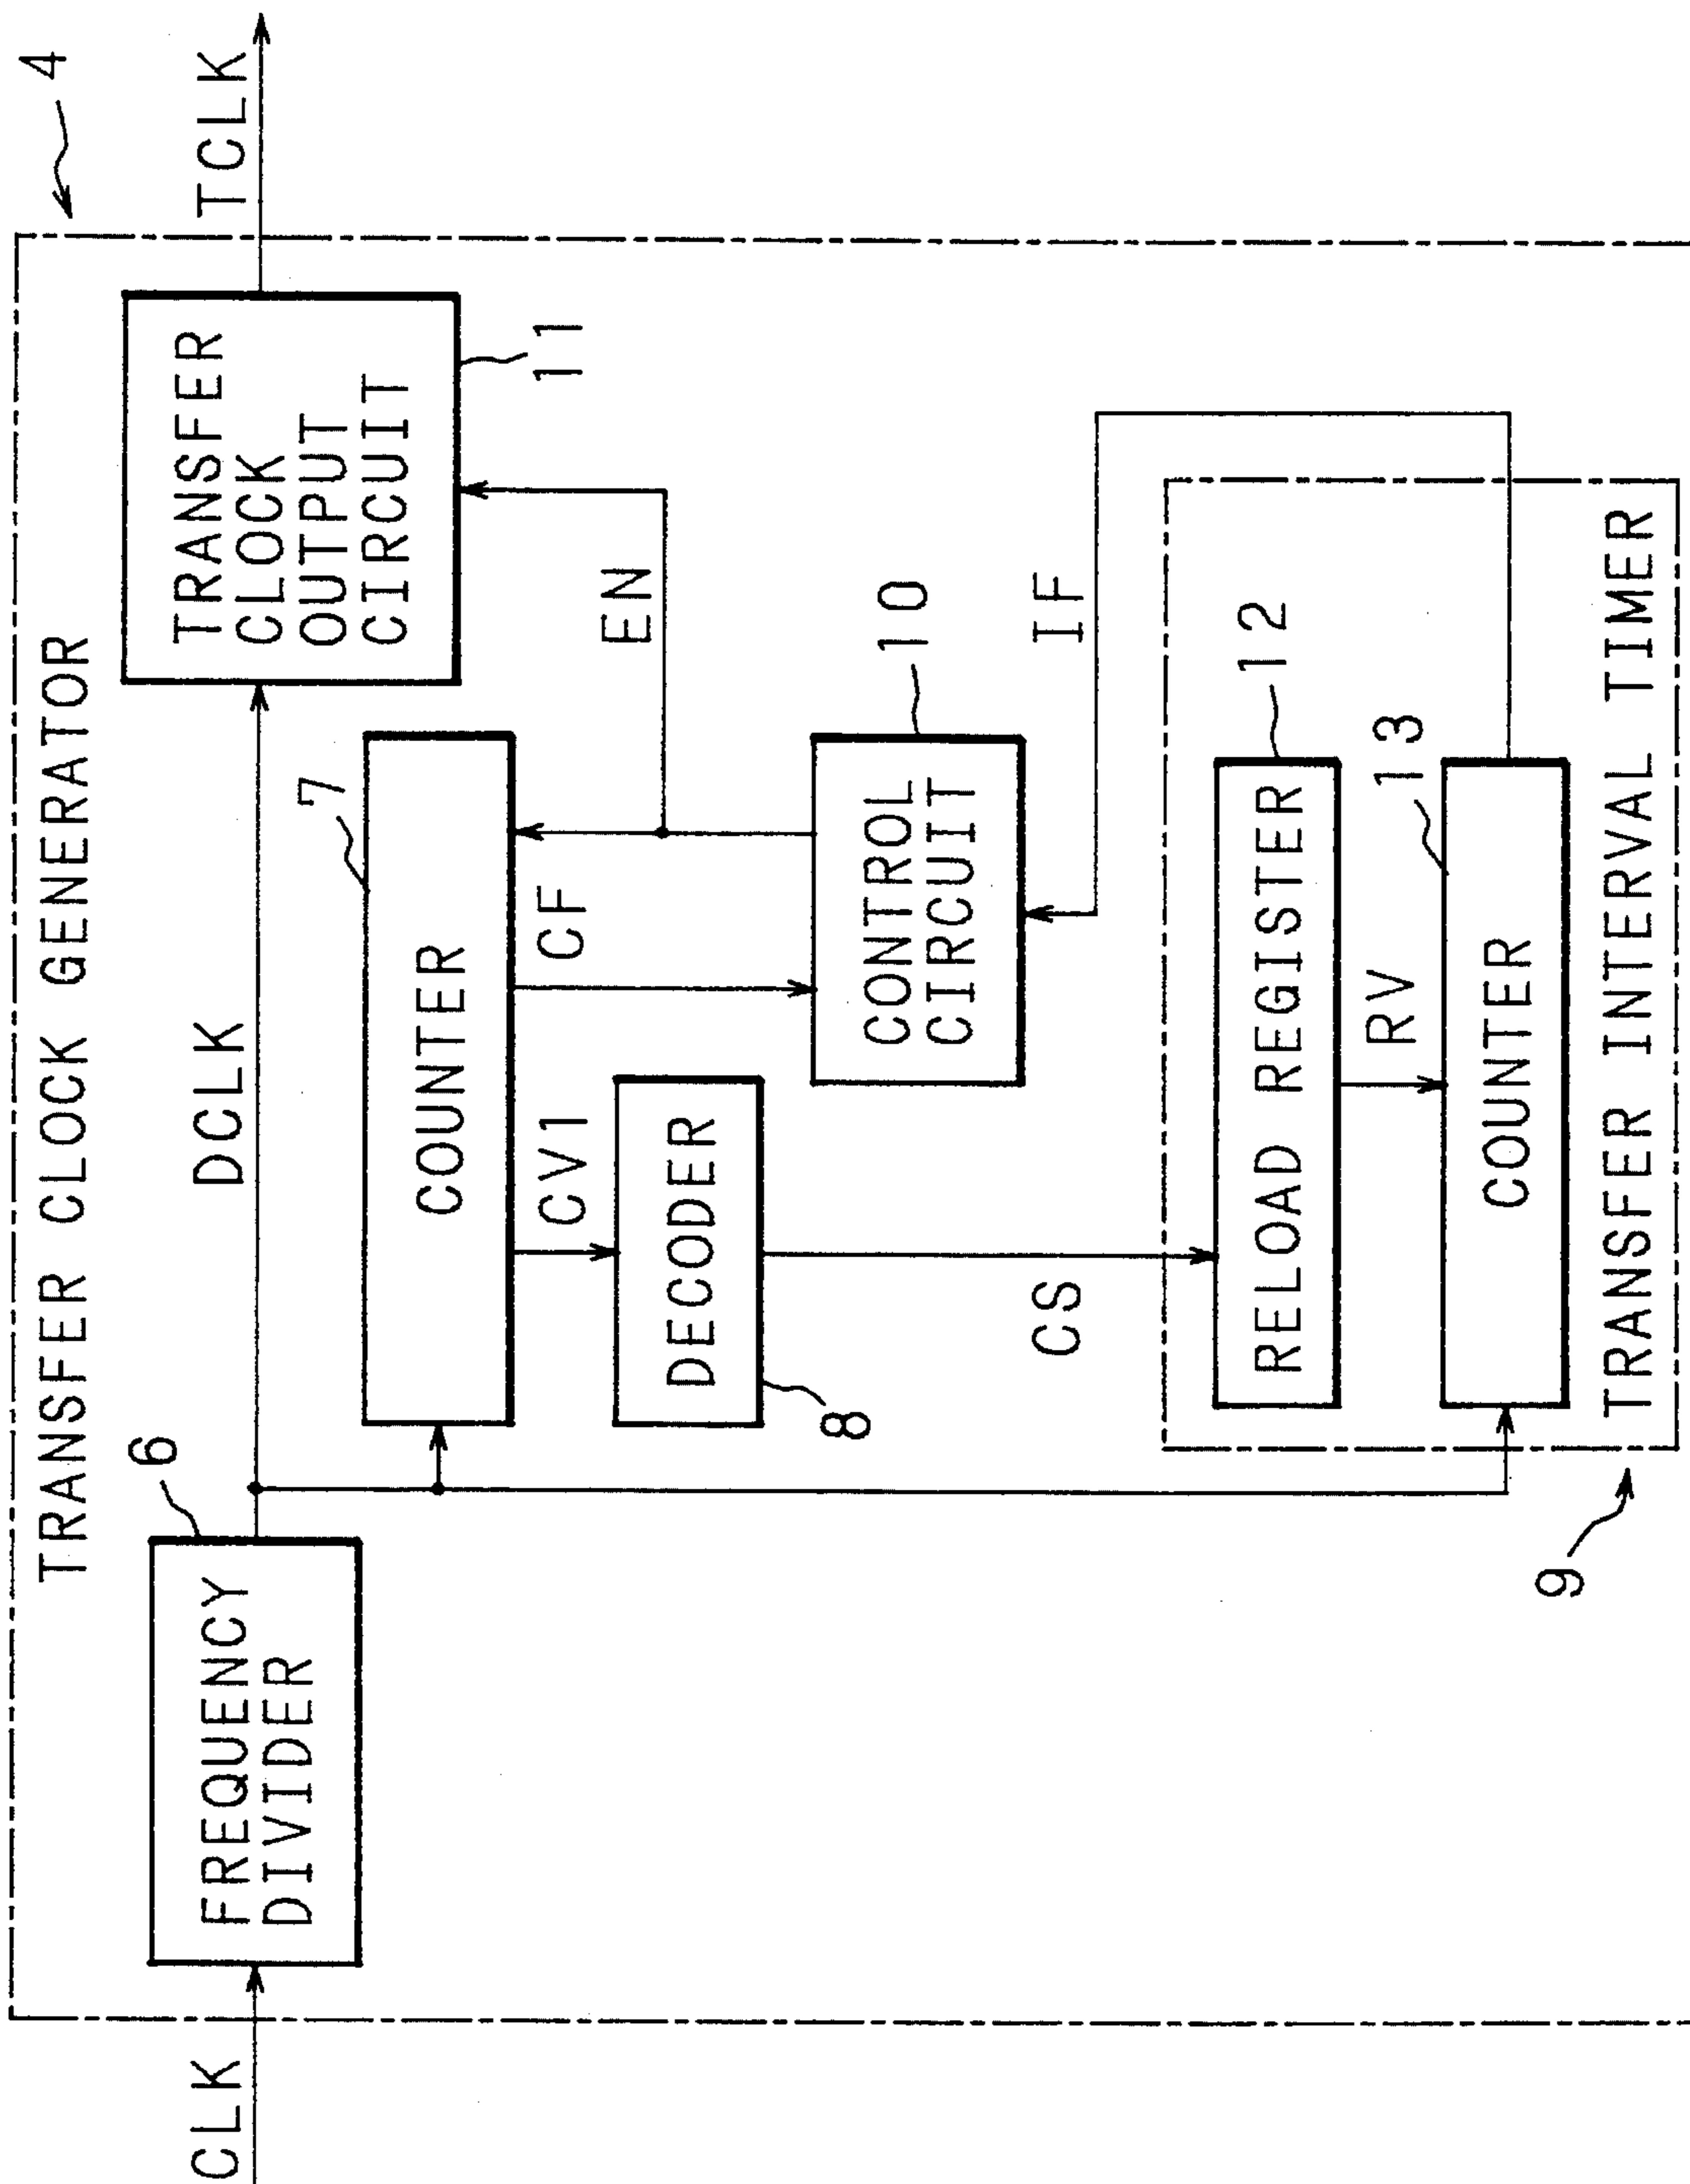 4
TRANSFER CLOCK GENERATOR
CLK
6
FREQUENCY
DIVIDER
DCLK
TRANSFER
CLOCK
OUTPUT
CIRCUIT
11
TCLK
7
COUNTER
CV1
CF
EN
DECODER
8
CONTROL
CIRCUIT
10
CS
IF
RELOAD REGISTER
12
RV
13
COUNTER
TRANSFER INTERVAL TIMER
9